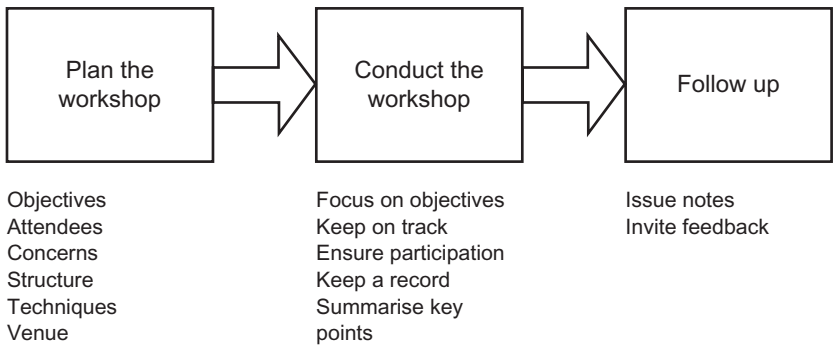 Plan the
workshop
Conduct the
workshop
Follow up
Objectives
Attendees
Concerns
Structure
Techniques
Venue
Focus on objectives
Keep on track
Ensure participation
Keep a record
Summarise key
points
Issue notes
Invite feedback